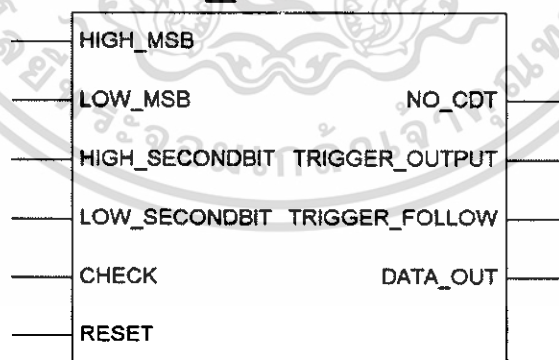 HIGH_MSB
LOW_MSB NO_CDT
HIGH_SECONDBIT TRIGGER_OUTPUT
LOW_SECONDBIT TRIGGER_FOLLOW
CHECK DATA_OUT
RESET